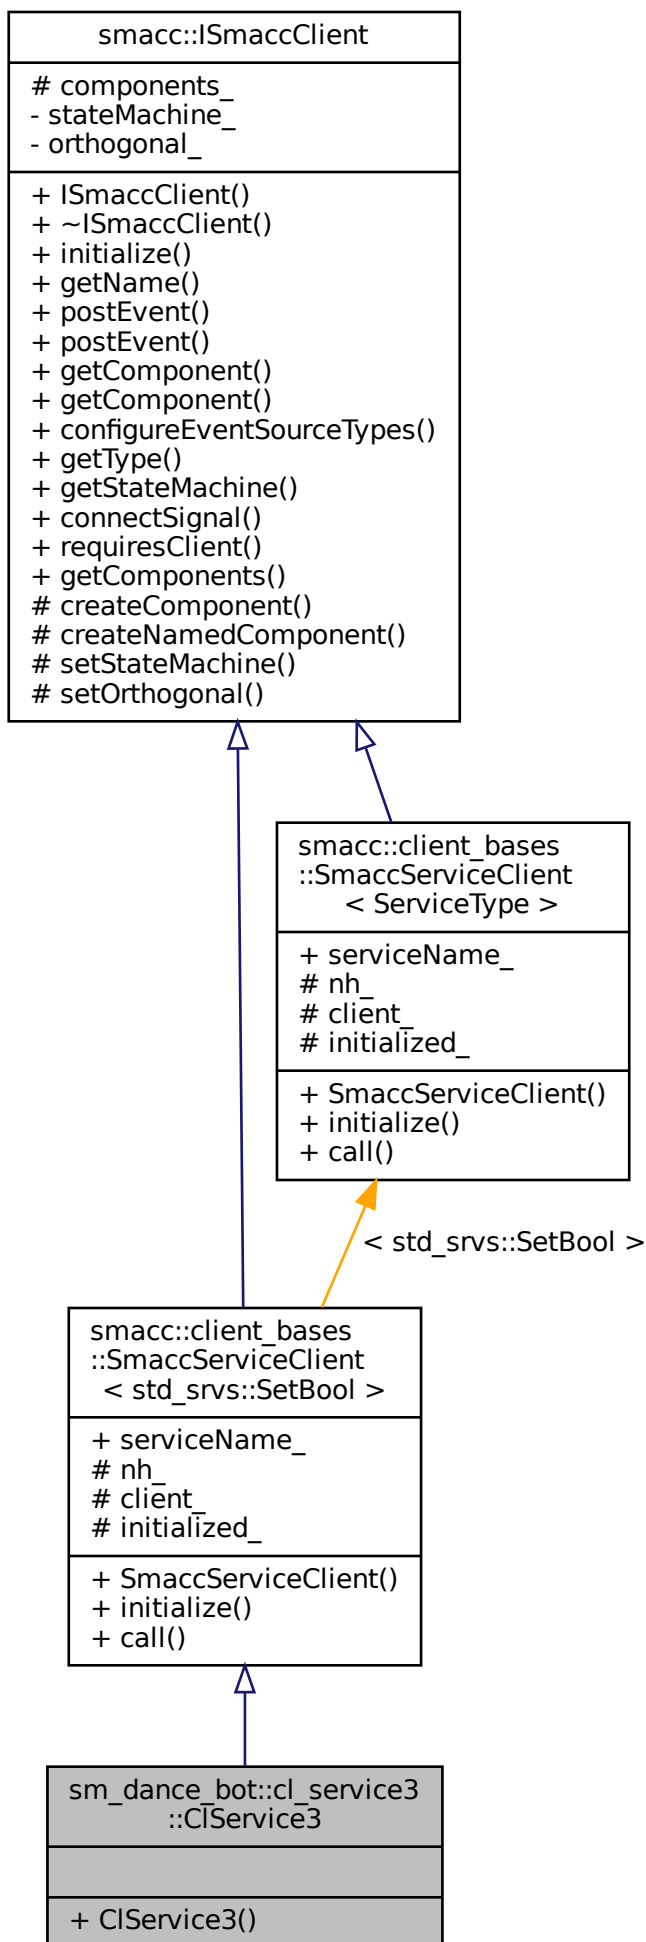 smacc::ISmaccClient
# components_
- stateMachine_
- orthogonal_
+ ISmaccClient()
+ ~ISmaccClient()
+ initialize()
+ getName()
+ postEvent()
+ postEvent()
+ getComponent()
+ getComponent()
+ configureEventSourceTypes()
+ getType()
+ getStateMachine()
+ connectSignal()
+ requiresClient()
+ getComponents()
# createComponent()
# createNamedComponent()
# setStateMachine()
# setOrthogonal()
smacc::client_bases
::SmaccServiceClient
< ServiceType >
+ serviceName_
# nh_
# client_
# initialized_
+ SmaccServiceClient()
+ initialize()
+ call()
< std_srvs::SetBool >
smacc::client_bases
::SmaccServiceClient
< std_srvs::SetBool >
+ serviceName_
# nh_
# client_
# initialized_
+ SmaccServiceClient()
+ initialize()
+ call()
sm_dance_bot::cl_service3
::ClService3
+ ClService3()